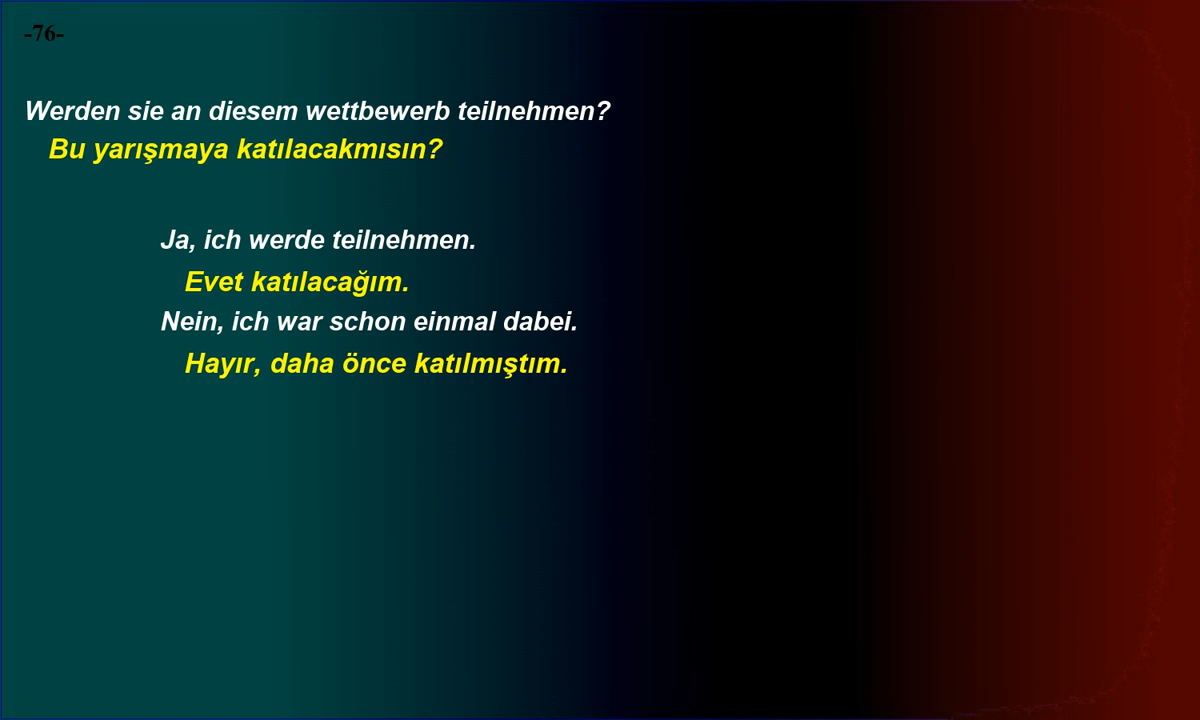 -76-
Werden sie an diesem wettbewerb teilnehmen?
Bu yarışmaya katılacakmısın?
Ja, ich werde teilnehmen.
Evet katılacağım.
Nein, ich war schon einmal dabei.
Hayır, daha önce katılmıştım.